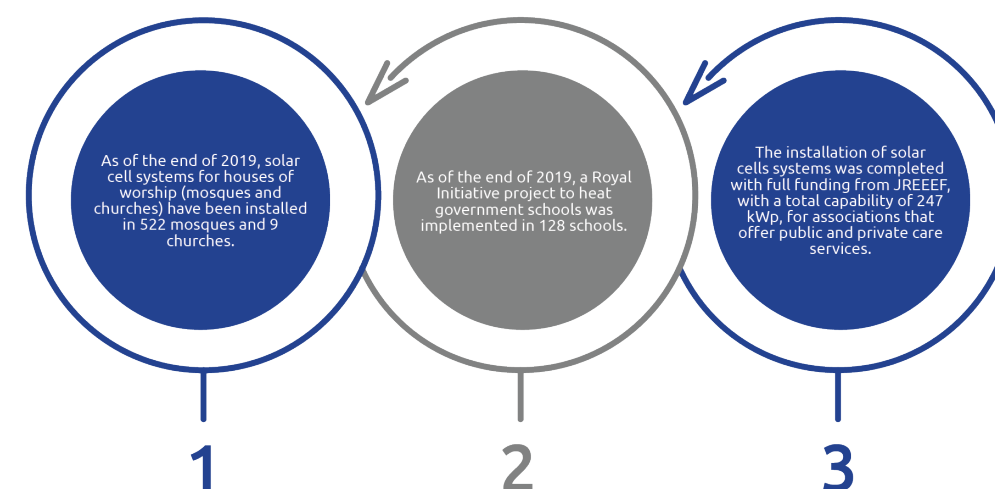 As of the end of 2019, solar
cell systems for houses of
worship (mosques and
churches) have been installed
in 522 mosques and 9
churches.
1
As of the end of 2019, a Royal
Initiative project to heat
government schools was
implemented in 128 schools.
2
The installation of solar
cells systems was completed
with full funding from JREEEF,
with a total capability of 247
kWp, for associations that
offer public and private care
services.
3